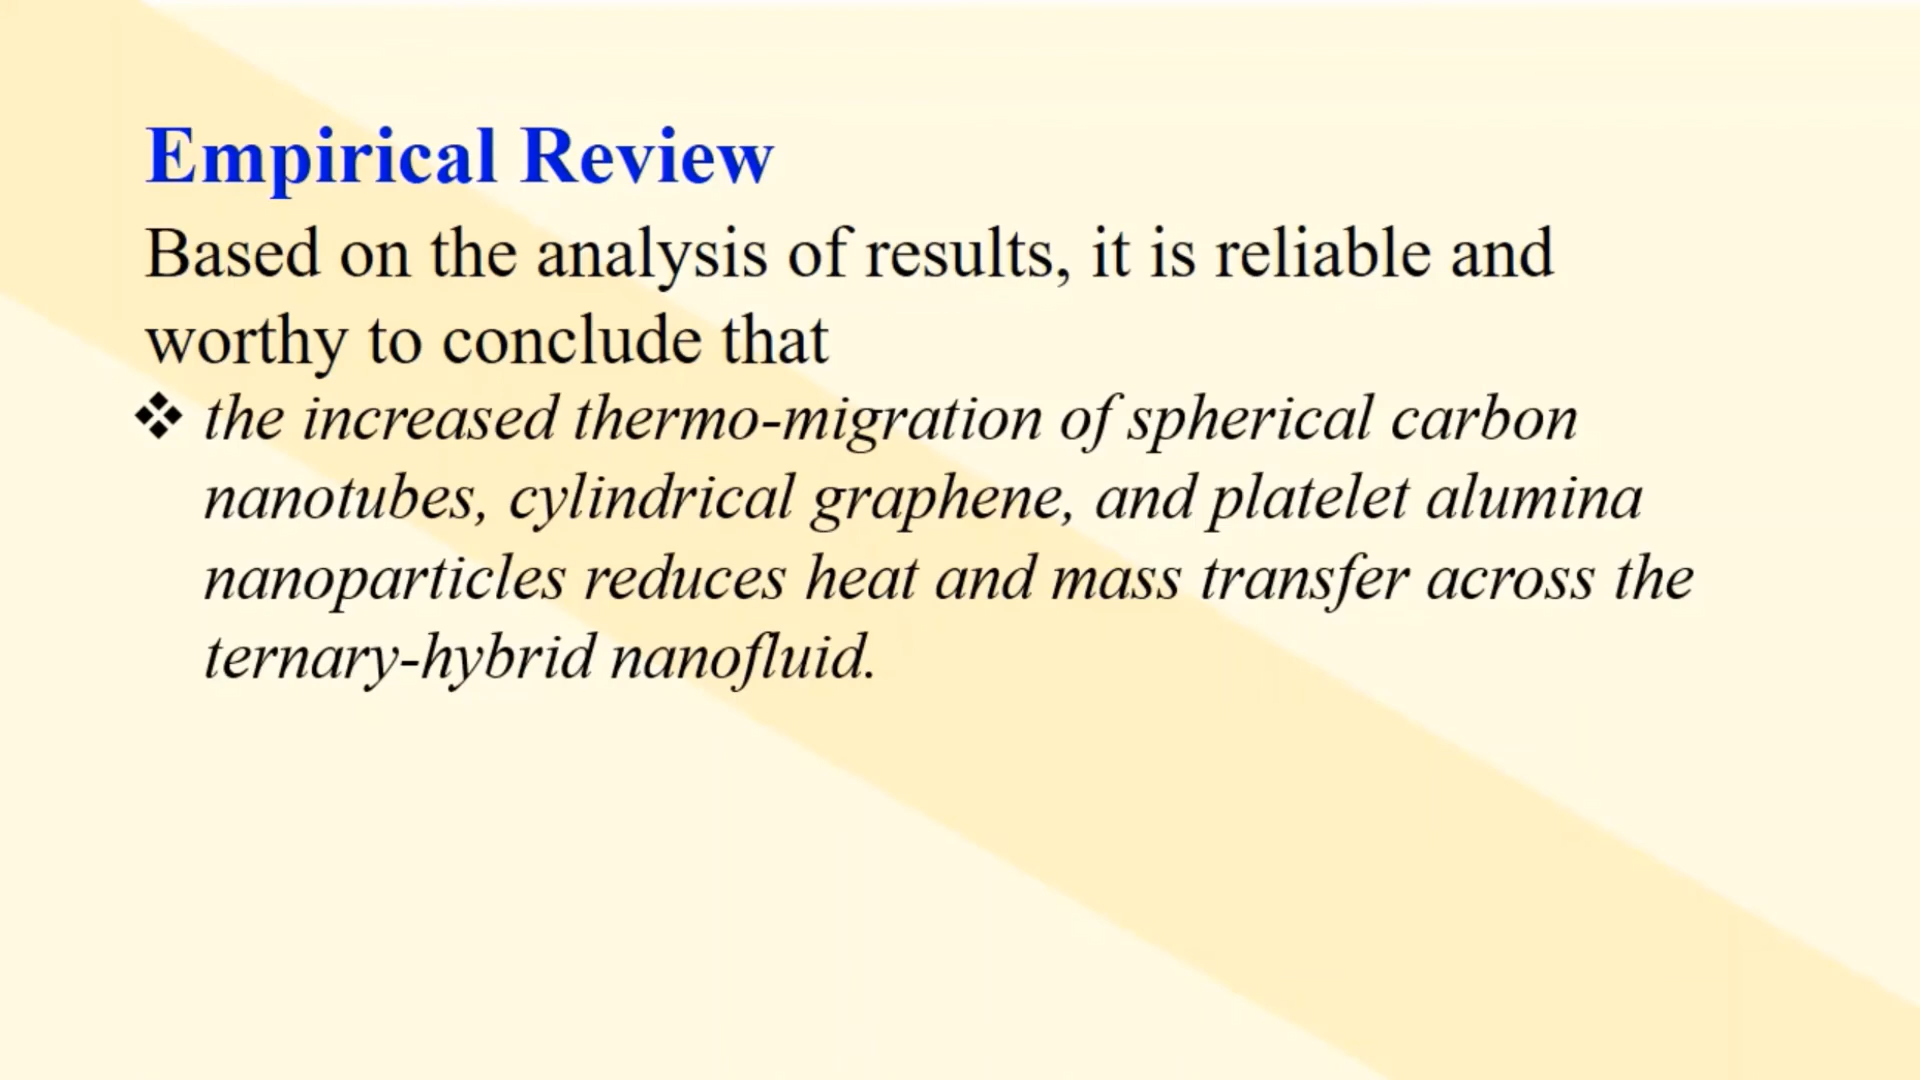 Empirical Review
Based on the analysis of results, it is reliable and
worthy to conclude that
❖ the increased thermo-migration of spherical carbon
nanotubes, cylindrical graphene, and platelet alumina
nanoparticles reduces heat and mass transfer across the
ternary-hybrid nanofluid.